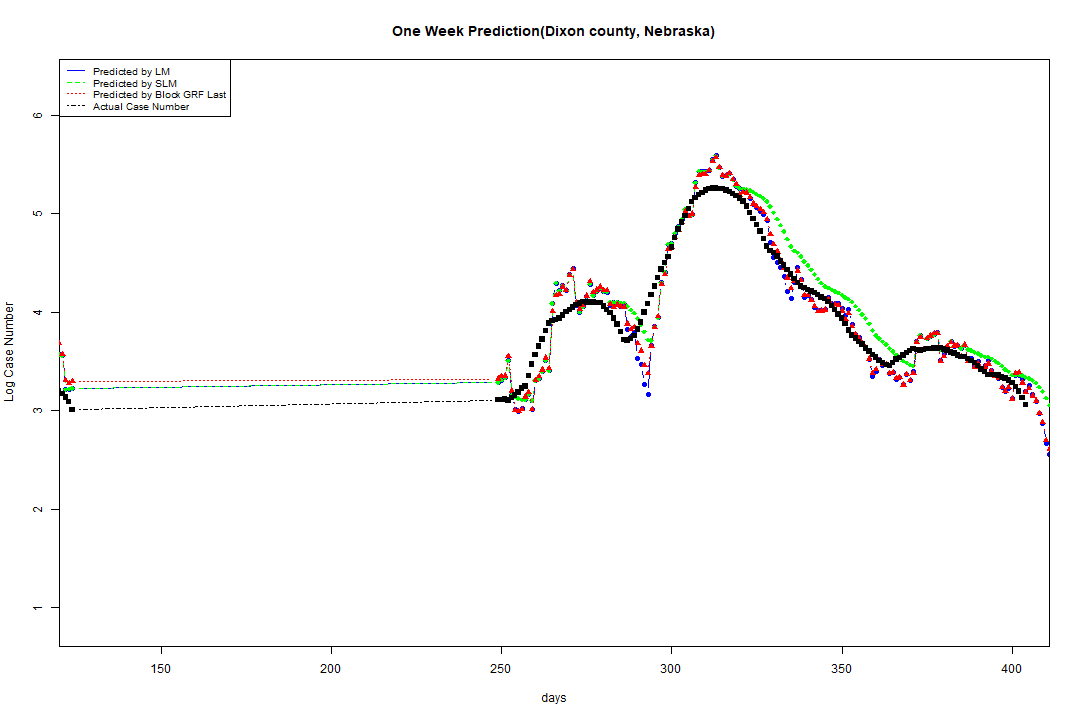 One Week Prediction(Dixon county, Nebraska)
Predicted by LM
Predicted by SLM
Predicted by Block GRF Last
Actual Case Number
6
5
4
3
2
1
Log Case Number
150
200
250
300
350
400
days